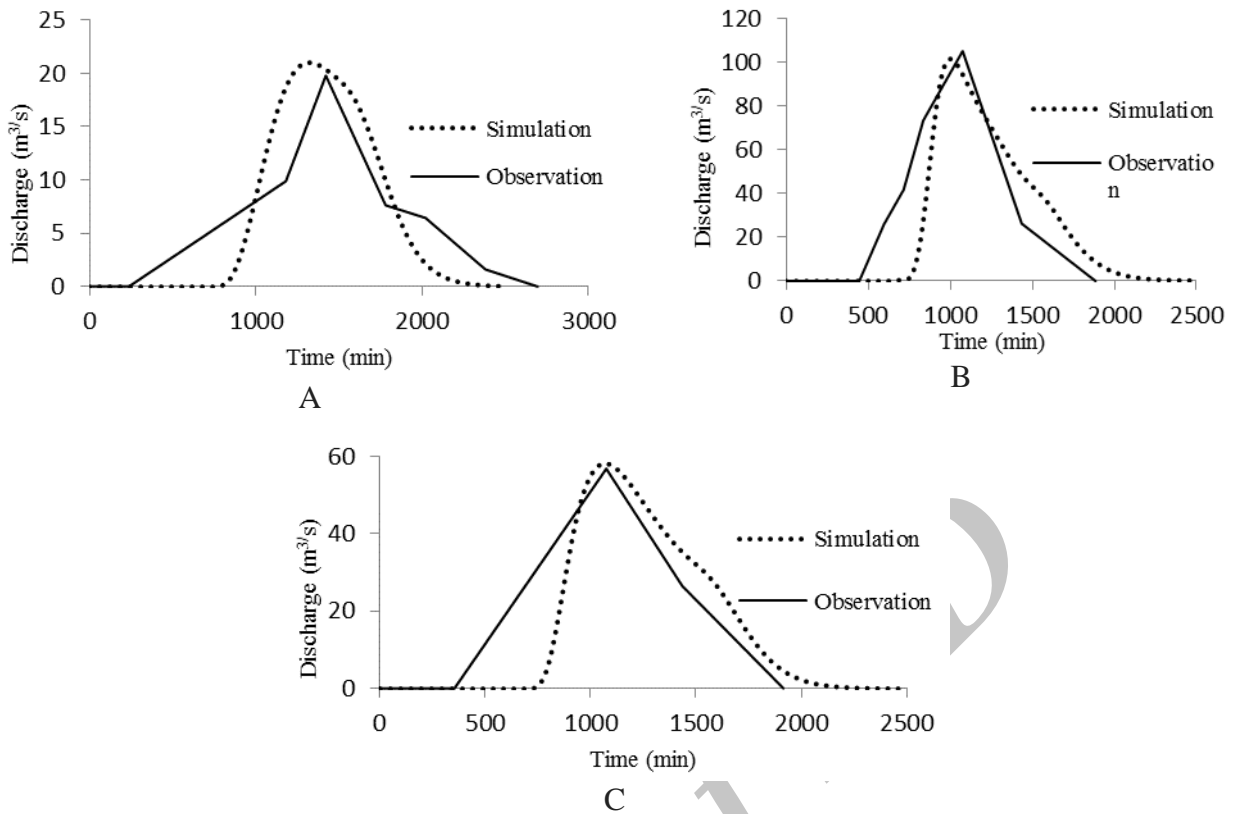 25
20
15
10
5
0
Discharge (m³/s)
0 1000 2000 3000
Time (min)
Simulation
Observation
A
120
100
80
60
40
20
0
Discharge (m³/s)
0 500 1000 1500 2000 2500
Time (min)
Simulation
Observatio
n
B
60
40
20
0
Discharge (m³/s)
0 500 1000 1500 2000 2500
Time (min)
Simulation
Observation
C